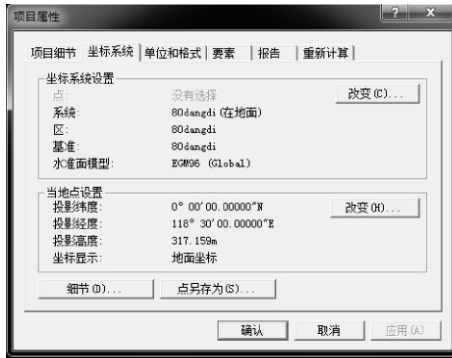 项目属性
项目细节 坐标系统 单位和格式 要素 报告 重新计算
坐标系统设置
点: 没有选择 改变(C)...
系统: 80dangdi(在地面)
区: 80dangdi
基准: 80dangdi
水准面模型: EGM96 (Global)
当地点设置
投影纬度: 0° 00'00.00000"N 改变(H)...
投影经度: 118° 30'00.00000"E
投影高度: 317.159m
坐标显示: 地面坐标
细节(D)... 点另存为(S)...
确认 取消 应用(A)